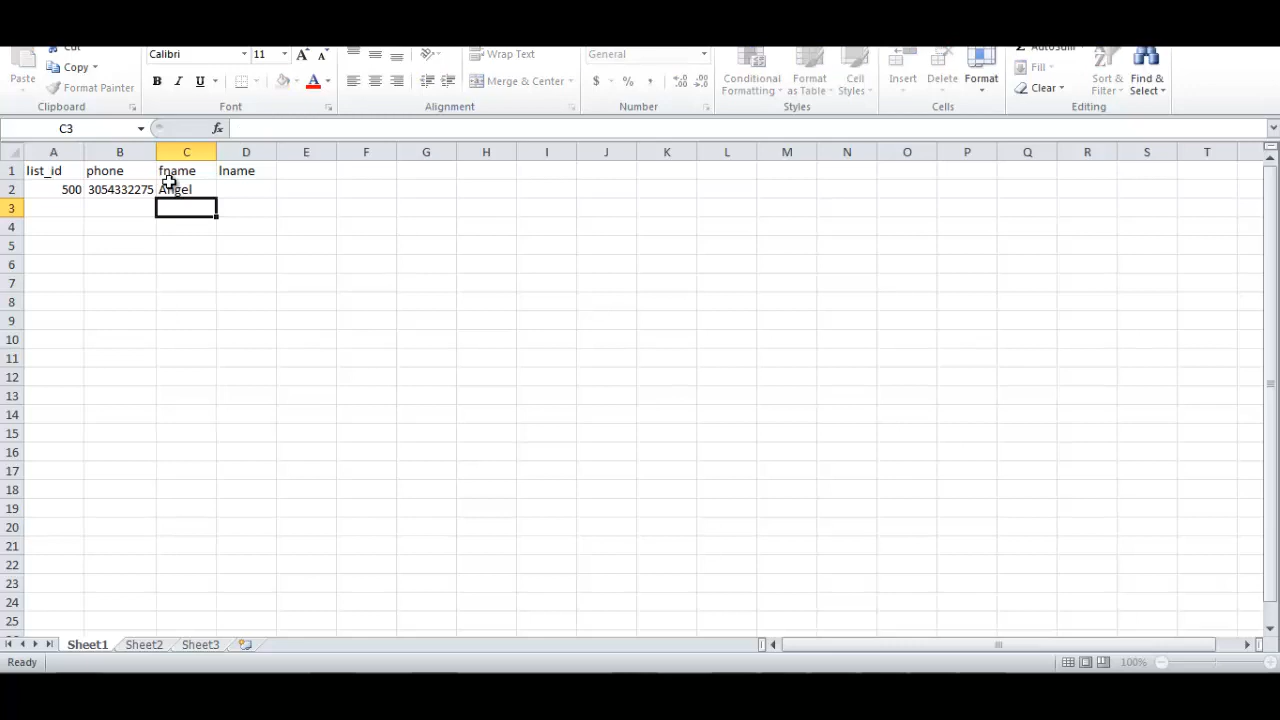 Cut
Calibri 11 A A Wrap Text General AutoSum
Paste Copy Conditional Format Cell Insert Delete Format Fill Sort & Find &
Format Painter B I U A Merge & Center $ % , Formatting as Table Styles Clear Filter Select
Clipboard Font Alignment Number Styles Cells Editing
C3 fx
A B C D E F G H I J K L M N O P Q R S T
1 list_id phone fname lname
2 500 3054332275 Angel
3
4
5
6
7
8
9
10
11
12
13
14
15
16
17
18
19
20
21
22
23
24
25
Sheet1 Sheet2 Sheet3
Ready 100%